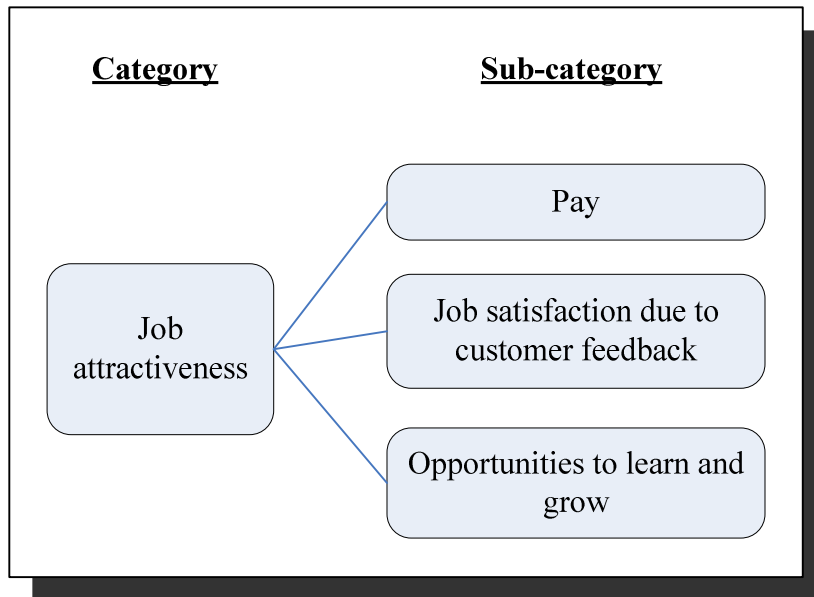 Category
Sub-category
Pay
Job
attractiveness
Job satisfaction due to
customer feedback
Opportunities to learn and
grow